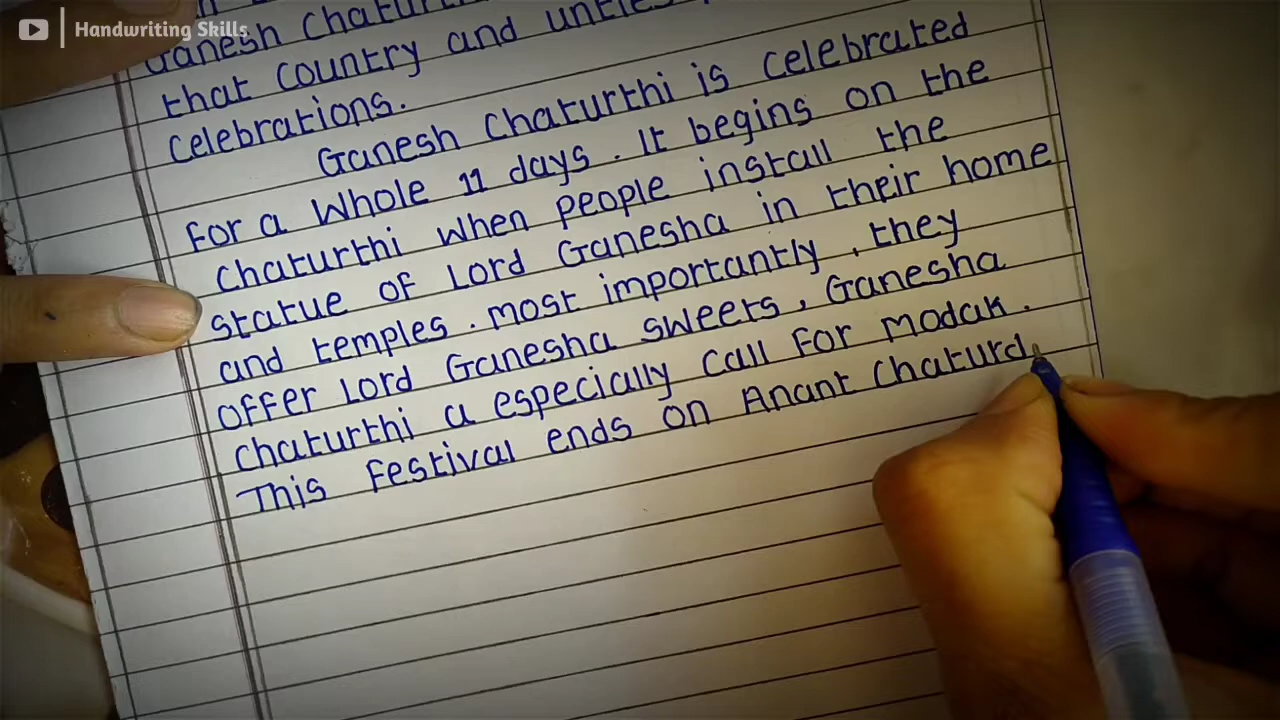 Handwriting Skills
Ganesh Chaturthi
that country and
celebrations.
Ganesh Chaturthi is celebrated
for a whole 11 days . It begins on the
Chaturthi when people install the
statue of Lord Ganesha in their home
and temples . most importantly , they
offer Lord Ganesha sweets , Ganesha
chaturthi a especially call for modak .
This festival ends on Anant Chaturd